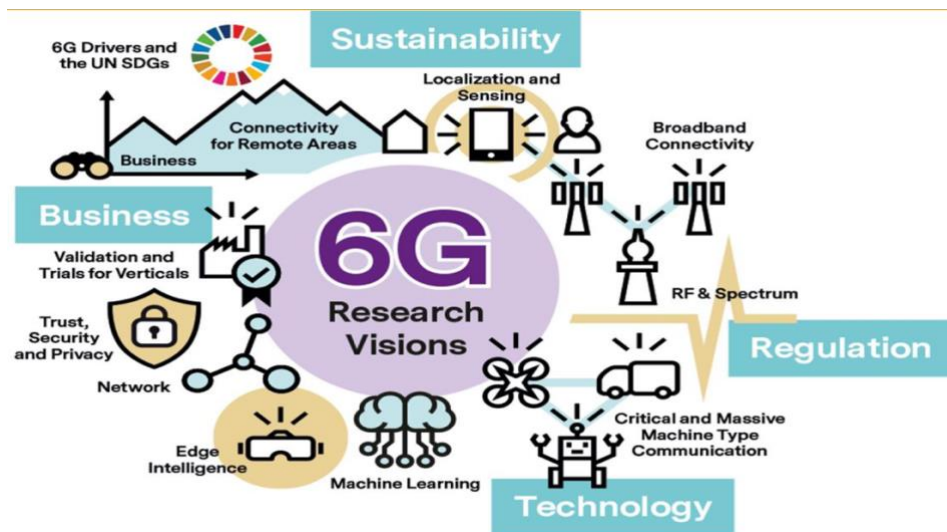 Sustainability
6G Drivers and
the UN SDGs
Localization and
Sensing
Connectivity
for Remote Areas
Business
Broadband
Connectivity
Business
Validation and
Trials for Verticals
6G
Research
Visions
RF & Spectrum
Trust,
Security
and Privacy
Regulation
Network
Edge
Intelligence
Machine Learning
Critical and Massive
Machine Type
Communication
Technology